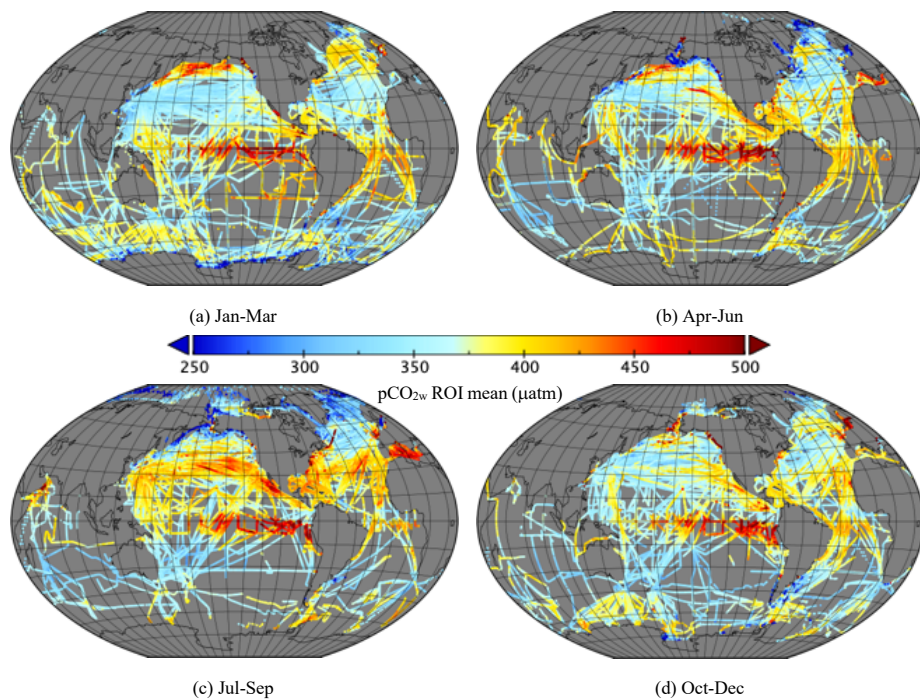 (a) Jan-Mar
(b) Apr-Jun
250 300 350 400 450 500
pCO₂w ROI mean (µatm)
(c) Jul-Sep
(d) Oct-Dec